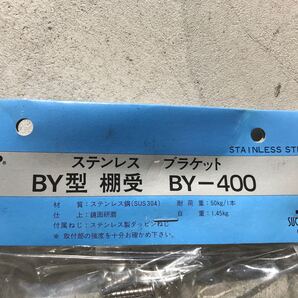 ステンレス ブラケット
STAINLESS STE
BY型 棚受 BY-400
材 質：ステンレス鋼(SUS304) 耐荷量：50kg/1本
仕 上：鏡面研磨 自 重：1.45kg
付属ねじ：ステンレス製タッピンねじ
※ 取付部の強度を十分お確かめ下さい。
SUS